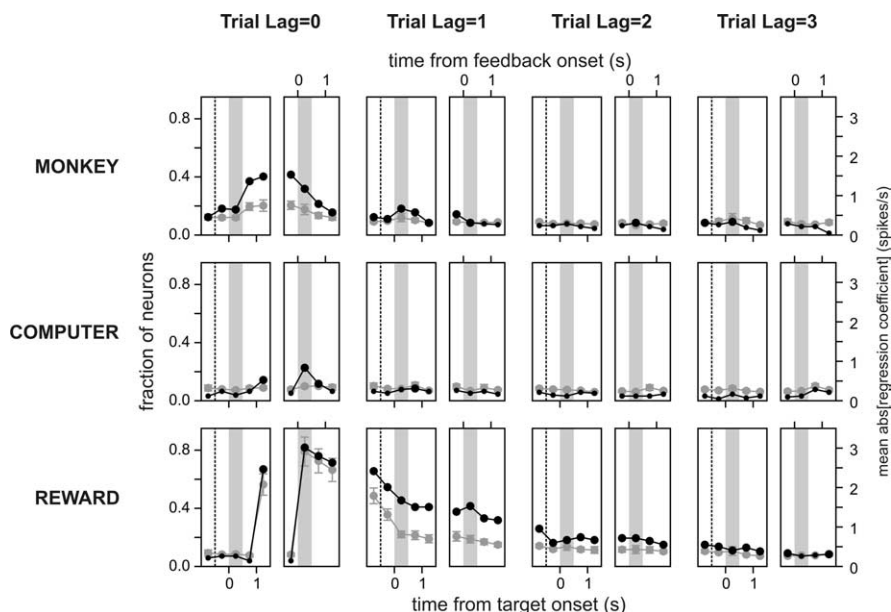 Trial Lag=0 Trial Lag=1 Trial Lag=2 Trial Lag=3
time from feedback onset (s)
0 1 0 1 0 1 0 1
MONKEY
0.8
0.4
0.0
3
2
1
0
COMPUTER
0.8
0.4
0.0
3
2
1
0
REWARD
0.8
0.4
0.0
3
2
1
0
fraction of neurons
mean abs[regression coefficient] (spikes/s)
0 1 0 1 0 1 0 1
time from target onset (s)